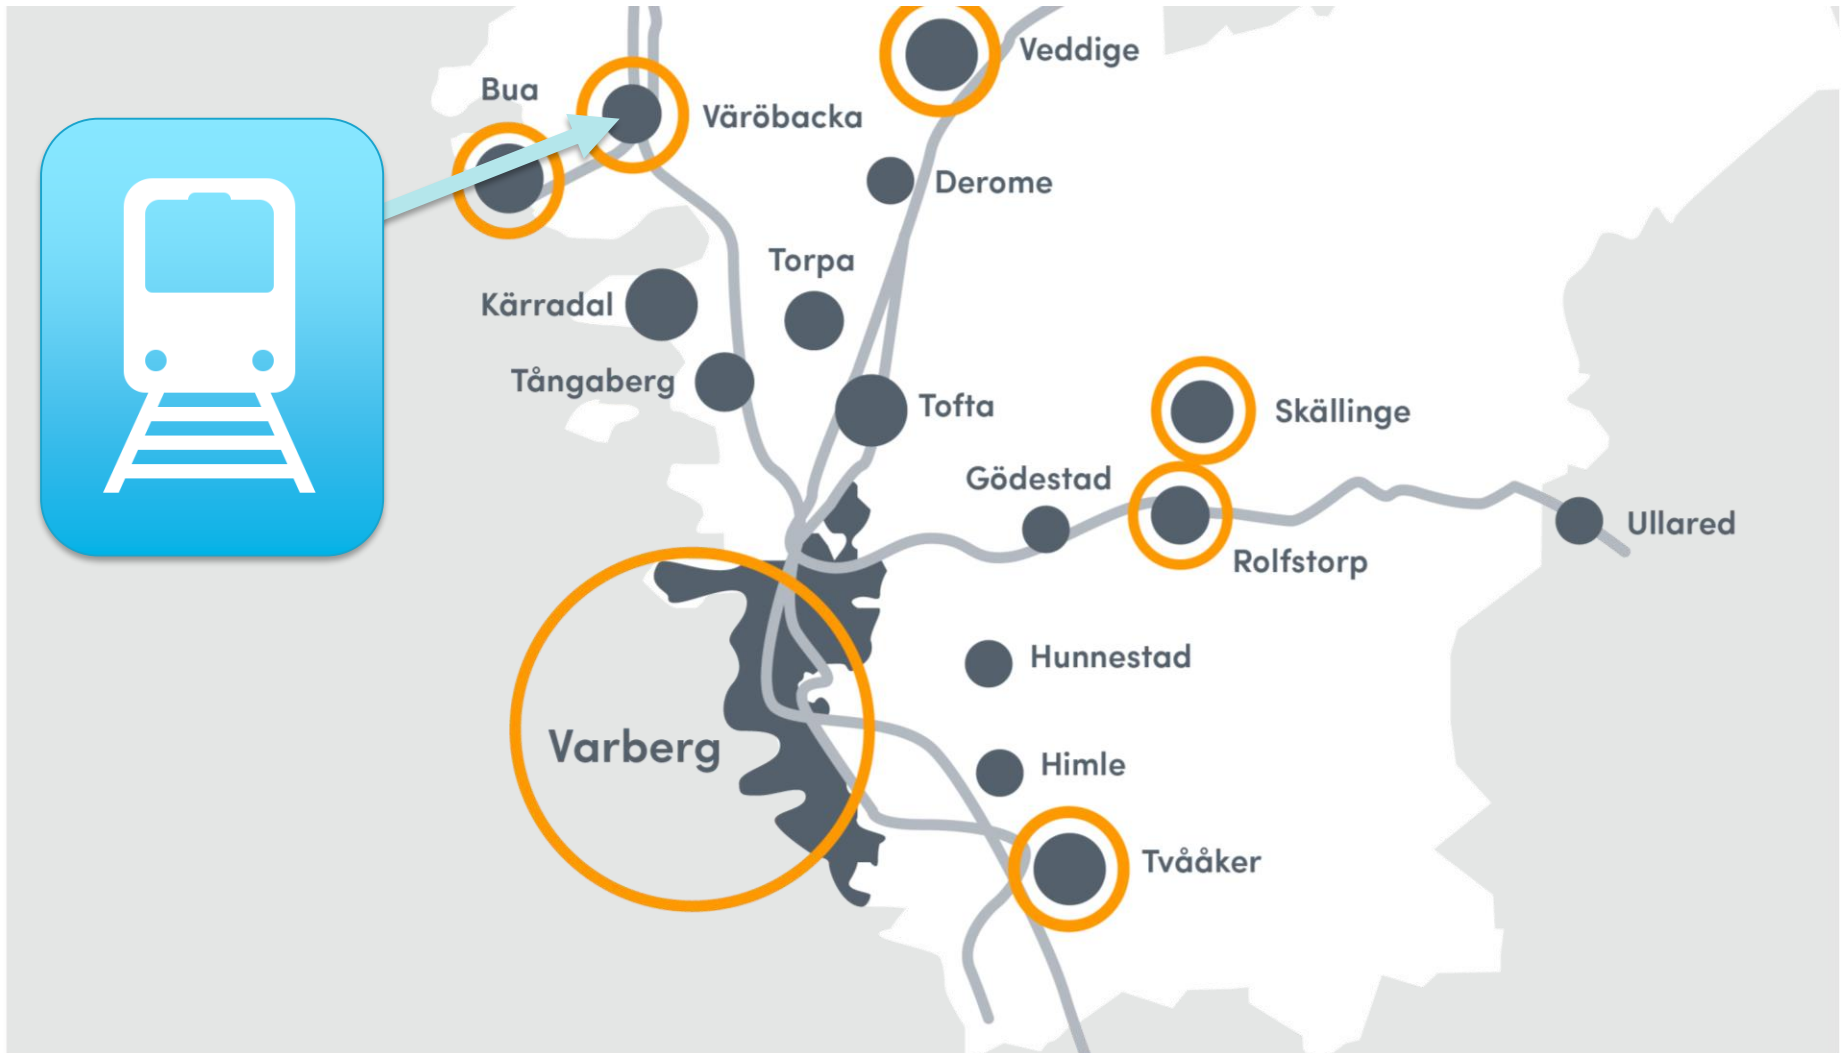 Veddige
Bua
Väröbacka
Derome
Torpa
Kärradal
Tångaberg
Tofta
Skällinge
Gödestad
Ullared
Rolfstorp
Hunnestad
Varberg
Himle
Tvååker